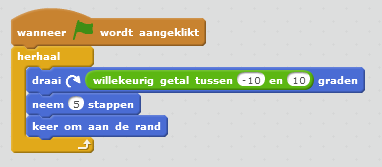 wanneer wordt aangeklikt
herhaal
draai willekeurig getal tussen -10 en 10 graden
neem 5 stappen
keer om aan de rand